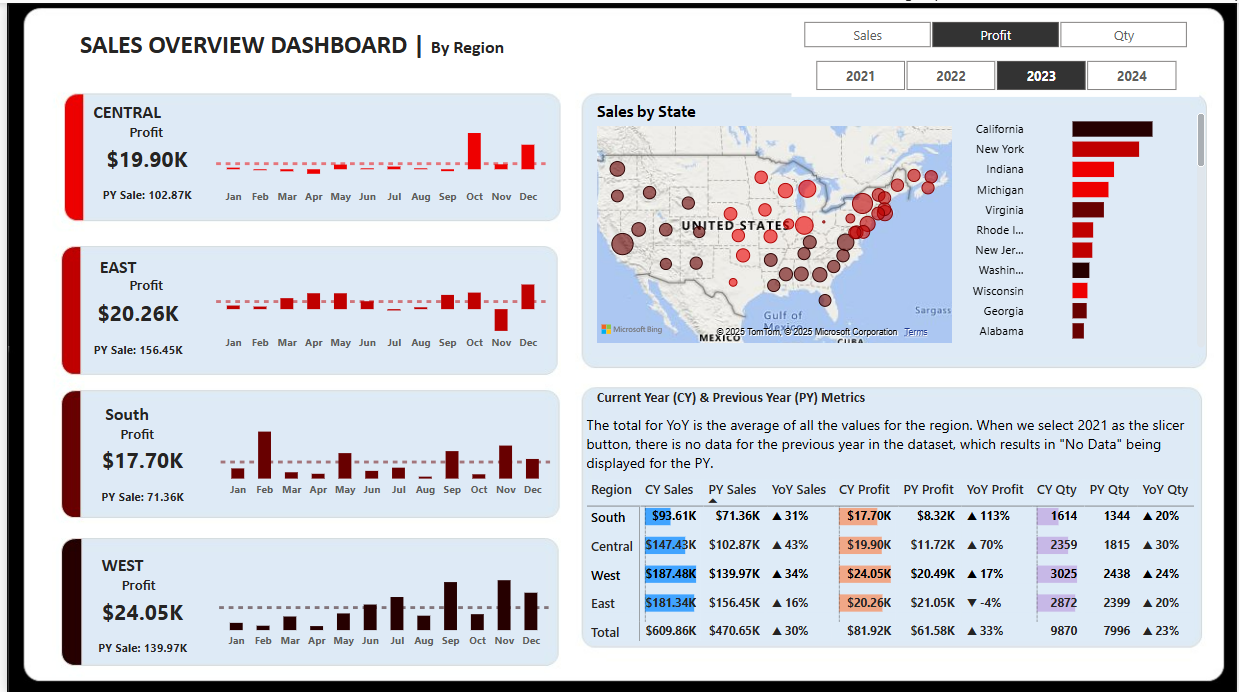 SALES OVERVIEW DASHBOARD | By Region
Sales Profit Qty
2021 2022 2023 2024
CENTRAL
Profit
$19.90K
PY Sale: 102.87K
Jan Feb Mar Apr May Jun Jul Aug Sep Oct Nov Dec
EAST
Profit
$20.26K
PY Sale: 156.45K
Jan Feb Mar Apr May Jun Jul Aug Sep Oct Nov Dec
South
Profit
$17.70K
PY Sale: 71.36K
Jan Feb Mar Apr May Jun Jul Aug Sep Oct Nov Dec
WEST
Profit
$24.05K
PY Sale: 139.97K
Jan Feb Mar Apr May Jun Jul Aug Sep Oct Nov Dec
Sales by State
UNITED STATES
Gulf of
Mexico
Sargass
Microsoft Bing
© 2025 TomTom, © 2025 Microsoft Corporation Terms
MEXICO
CUBA
California
New York
Indiana
Michigan
Virginia
Rhode I...
New Jer...
Washin...
Wisconsin
Georgia
Alabama
Current Year (CY) & Previous Year (PY) Metrics
The total for YoY is the average of all the values for the region. When we select 2021 as the slicer
button, there is no data for the previous year in the dataset, which results in "No Data" being
displayed for the PY.
Region CY Sales PY Sales YoY Sales CY Profit PY Profit YoY Profit CY Qty PY Qty YoY Qty
South $93.61K $71.36K ▲ 31% $17.70K $8.32K ▲ 113% 1614 1344 ▲ 20%
Central $147.43K $102.87K ▲ 43% $19.90K $11.72K ▲ 70% 2359 1815 ▲ 30%
West $187.48K $139.97K ▲ 34% $24.05K $20.49K ▲ 17% 3025 2438 ▲ 24%
East $181.34K $156.45K ▲ 16% $20.26K $21.05K ▼ -4% 2872 2399 ▲ 20%
Total $609.86K $470.65K ▲ 30% $81.92K $61.58K ▲ 33% 9870 7996 ▲ 23%